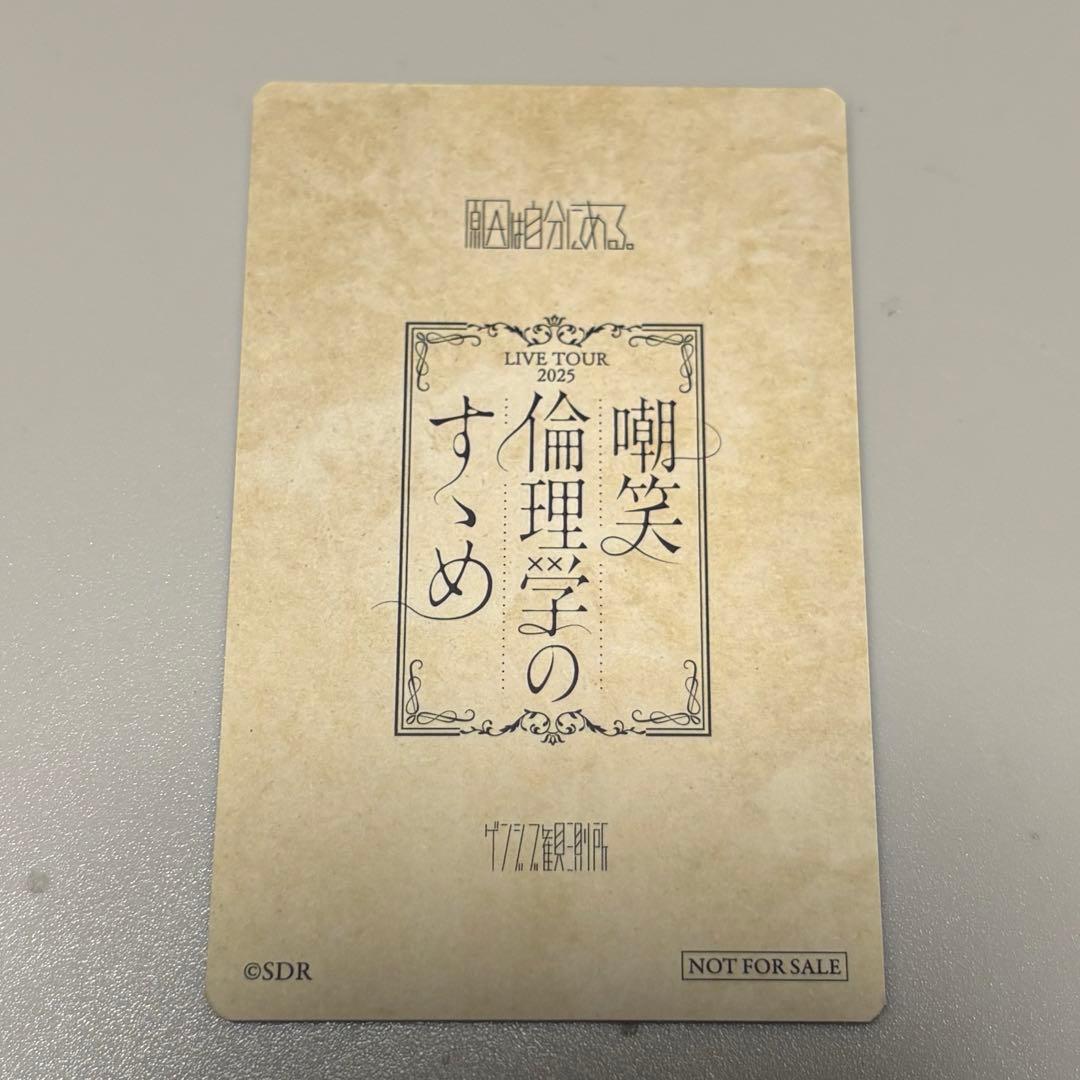 原因は自分にある。
LIVE TOUR
2025
嘲笑
倫理学の
すゝめ
ゲンジブ観測所
©SDR
NOT FOR SALE